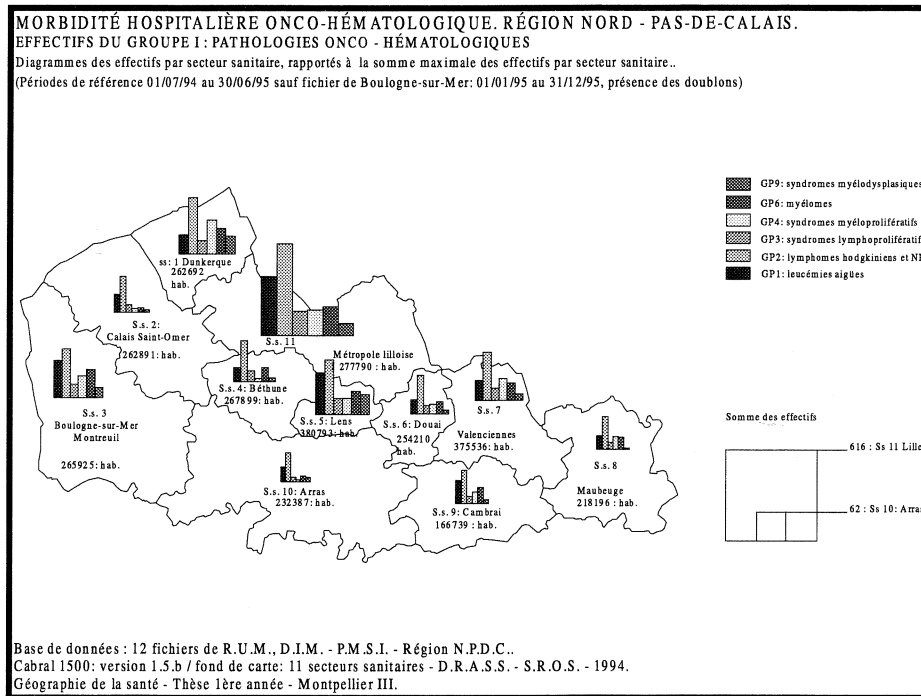 MORBIDITÉ HOSPITALIÈRE ONCO-HÉMATOLOGIQUE. RÉGION NORD - PAS-DE-CALAIS.
EFFECTIFS DU GROUPE I : PATHOLOGIES ONCO - HÉMATOLOGIQUES
Diagrammes des effectifs par secteur sanitaire, rapportés à la somme maximale des effectifs par secteur sanitaire..
(Périodes de référence 01/07/94 au 30/06/95 sauf fichier de Boulogne-sur-Mer: 01/01/95 au 31/12/95, présence des doublons)
GP9: syndromes myélodysplasiques
GP6: myélomes
GP4: syndromes myéloprolifératifs
GP3: syndromes lymphoprolifératif
GP2: lymphomes hodgkiniens et
GP1: leucémies aigües
ss: 1 Dunkerque
262692
hab.
S.s. 2:
Calais Saint-Omer
262891: hab.
S.s. 11
Métropole lilloise
277790 : hab.
S.s. 3
Boulogne-sur-Mer
Montreuil
265925: hab.
S.s. 4: Béthune
267899: hab.
S.s. 5: Lens
380793: hab.
S.s. 6: Douai
254210
hab.
S.s. 7
Valenciennes
375536: hab.
S.s. 8
Maubeuge
218196 : hab.
S.s. 9: Cambrai
166739 : hab.
S.s. 10: Arras
232387: hab.
Somme des effectifs
616 : Ss 11 Lille
62 : Ss 10: Arras
Base de données : 12 fichiers de R.U.M., D.I.M. - P.M.S.I. - Région N.P.D.C..
Cabral 1500: version 1.5.b / fond de carte: 11 secteurs sanitaires - D.R.A.S.S. - S.R.O.S. - 1994.
Géographie de la santé - Thèse 1ère année - Montpellier III.